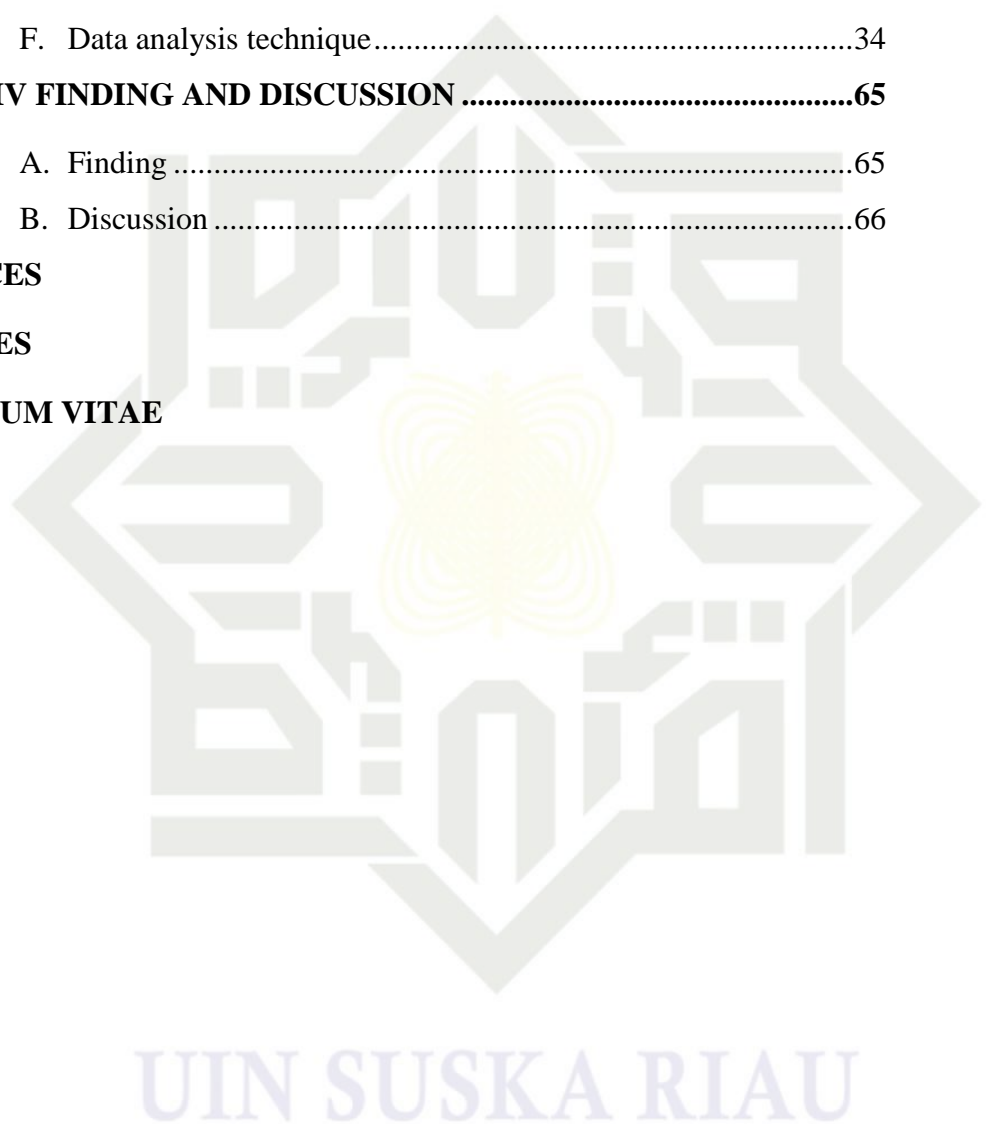 F. Data analysis technique......................................................34
IV FINDING AND DISCUSSION ................................................65
A. Finding ....................................................................................65
B. Discussion ...............................................................................66
CES
ES
UM VITAE
UIN SUSKA RIAU